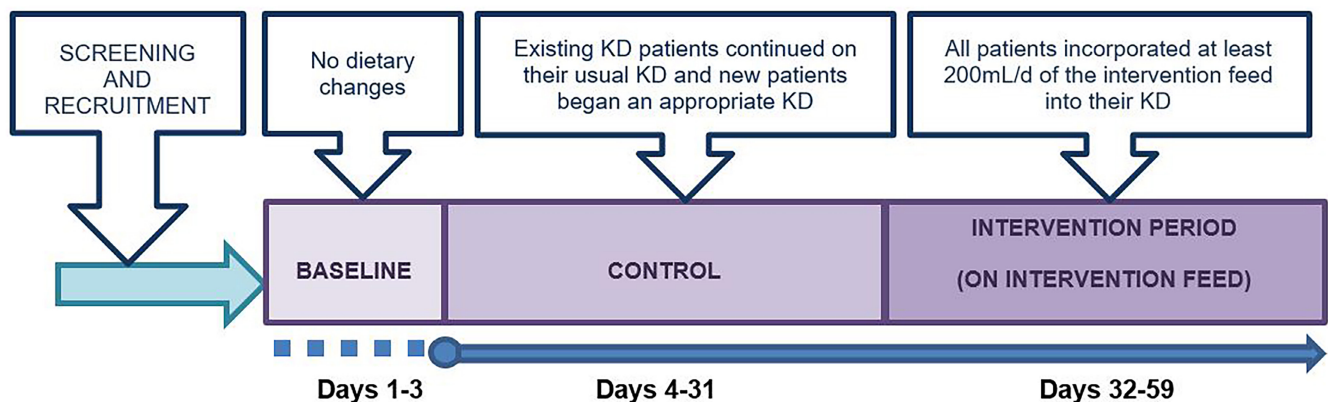 SCREENING
AND
RECRUITMENT
No dietary
changes
Existing KD patients continued on
their usual KD and new patients
began an appropriate KD
All patients incorporated at least
200mL/d of the intervention feed
into their KD
BASELINE
CONTROL
INTERVENTION PERIOD
(ON INTERVENTION FEED)
Days 1-3
Days 4-31
Days 32-59